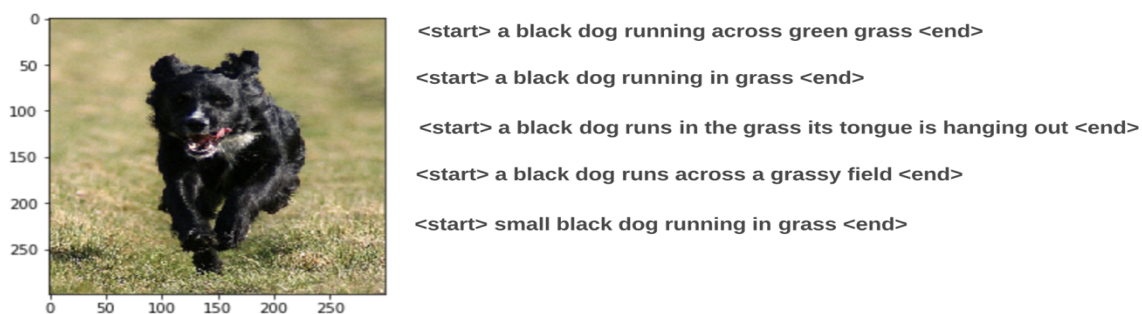 0
50
100
150
200
250
0 50 100 150 200 250
<start> a black dog running across green grass <end>
<start> a black dog running in grass <end>
<start> a black dog runs in the grass its tongue is hanging out <end>
<start> a black dog runs across a grassy field <end>
<start> small black dog running in grass <end>